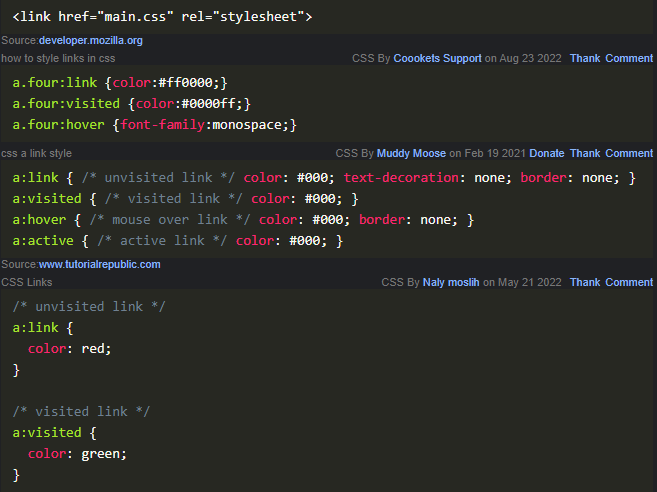 <link href="main.css" rel="stylesheet">
Source:developer.mozilla.org
how to style links in css CSS By Coookets Support on Aug 23 2022 Thank Comment
a.four:link {color:#ff0000;}
a.four:visited {color:#0000ff;}
a.four:hover {font-family:monospace;}
css a link style CSS By Muddy Moose on Feb 19 2021 Donate Thank Comment
a:link { /* unvisited link */ color: #000; text-decoration: none; border: none; }
a:visited { /* visited link */ color: #000; }
a:hover { /* mouse over link */ color: #000; border: none; }
a:active { /* active link */ color: #000; }
Source:www.tutorialrepublic.com
CSS Links CSS By Naly moslih on May 21 2022 Thank Comment
/* unvisited link */
a:link {
  color: red;
}
/* visited link */
a:visited {
  color: green;
}